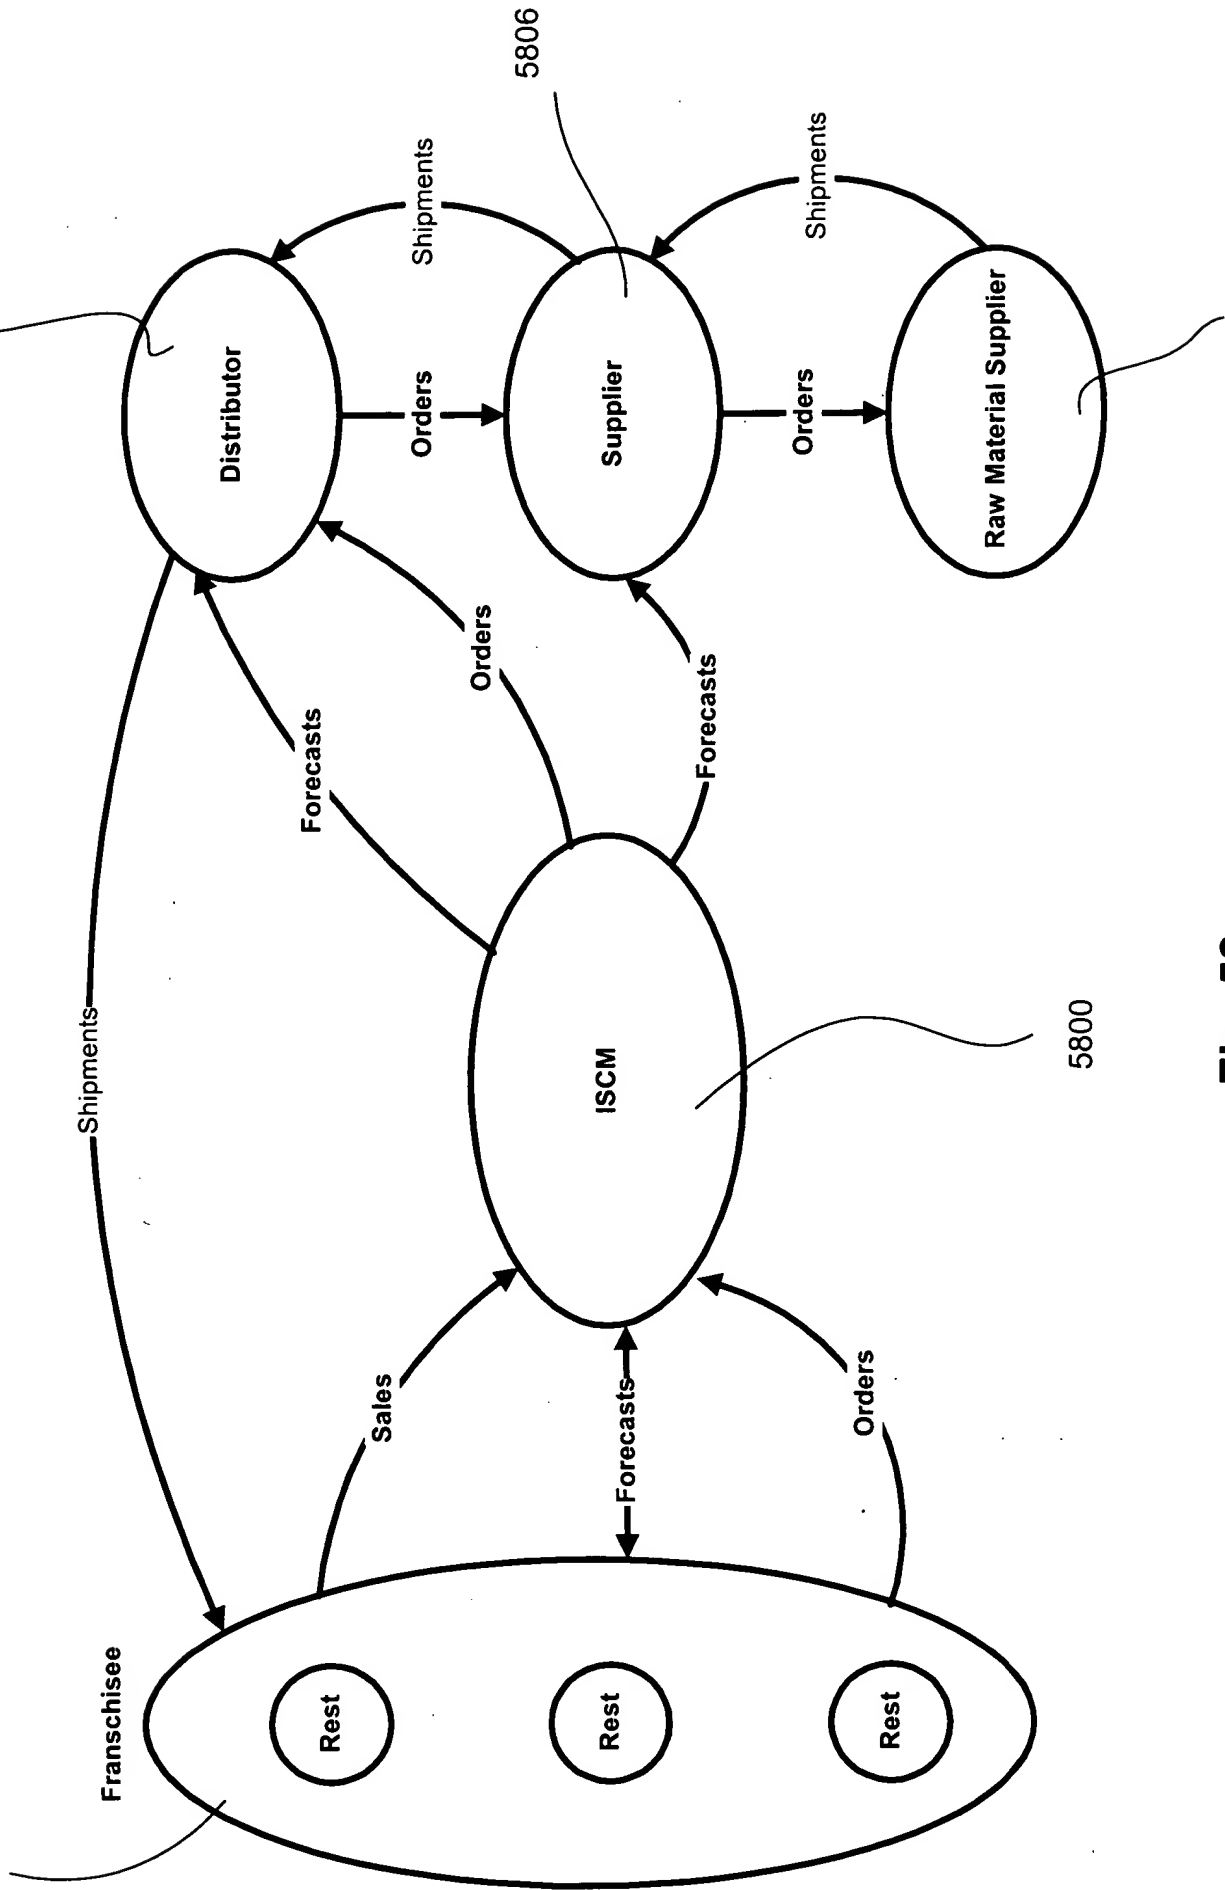 Franschisee
Rest
Rest
Rest
Shipments
Sales
Forecasts
Orders
ISCM
5800
Forecasts
Orders
Forecasts
Distributor
Orders
Shipments
Supplier
5806
Orders
Shipments
Raw Material Supplier